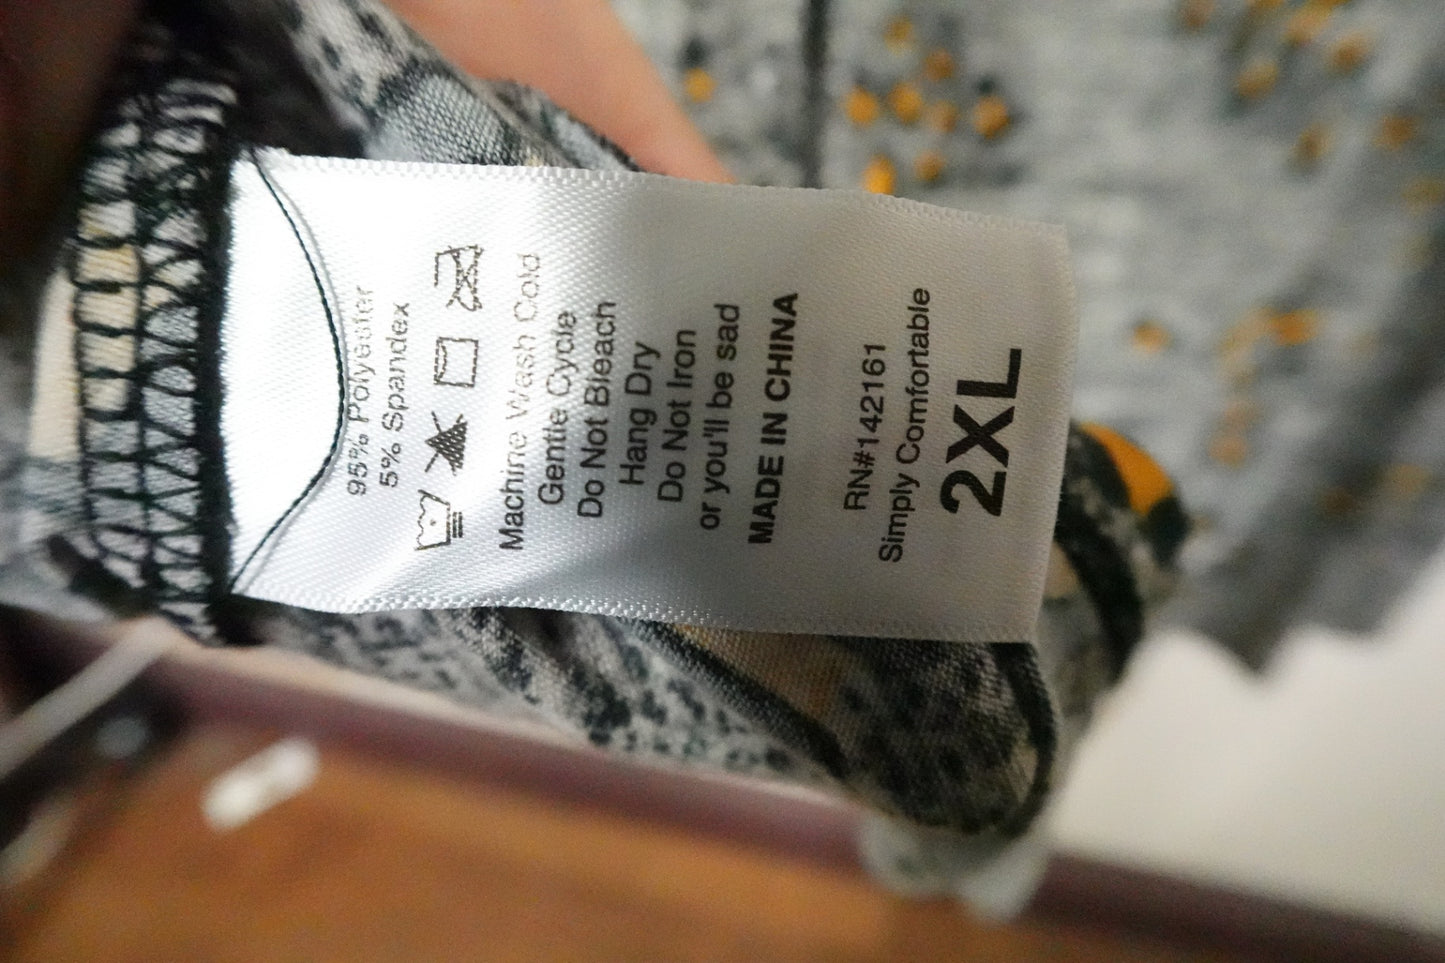 95% Polyester
5% Spandex
Machine Wash Cold
Gentle Cycle
Do Not Bleach
Hang Dry
Do Not Iron
or you'll be sad
MADE IN CHINA
RN#142161
Simply Comfortable
2XL